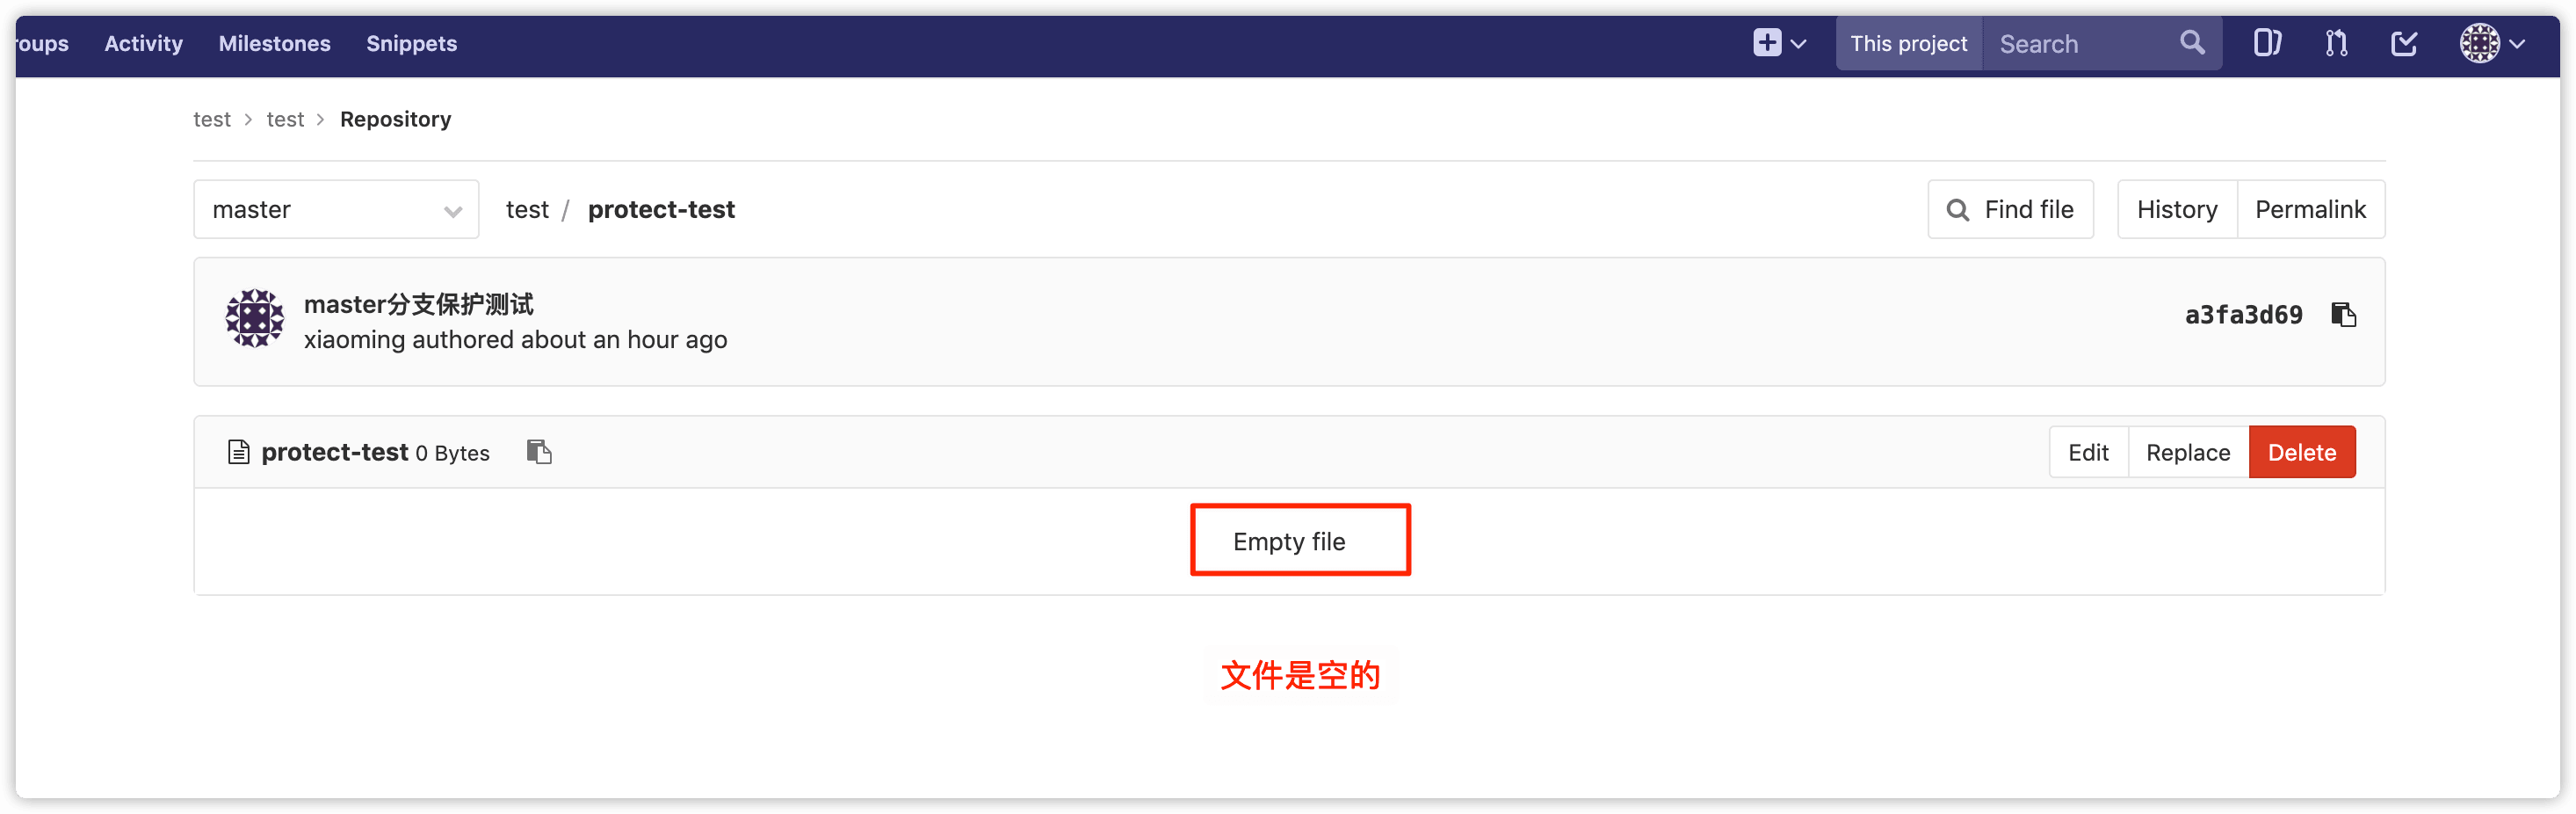 roups Activity Milestones Snippets This project Search
test > test > Repository
master test / protect-test Find file History Permalink
master分支保护测试
xiaoming authored about an hour ago a3fa3d69
protect-test 0 Bytes Edit Replace Delete
Empty file
文件是空的